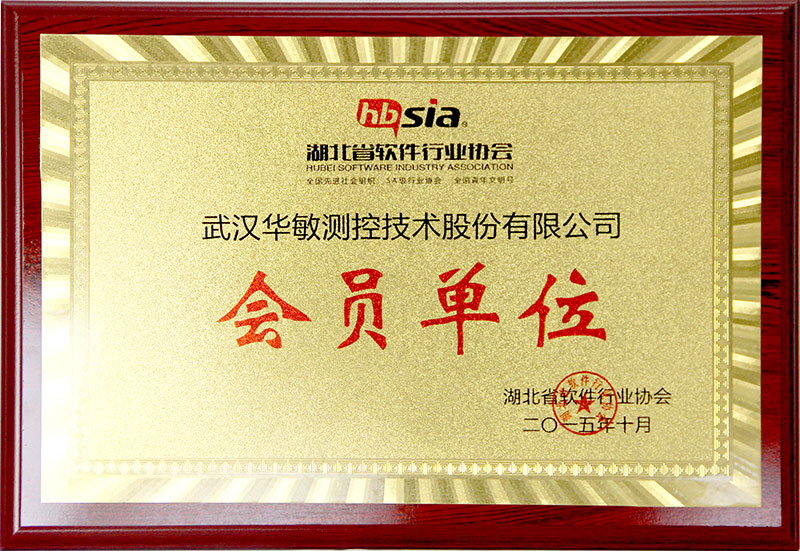 hbsia®
湖北省软件行业协会
HUBEI SOFTWARE INDUSTRY ASSOCIATION
全国先进社会组织 5A级行业协会 全国青年文明号
武汉华敏测控技术股份有限公司
会员单位
湖北省软件行业协会
二〇一五年十月